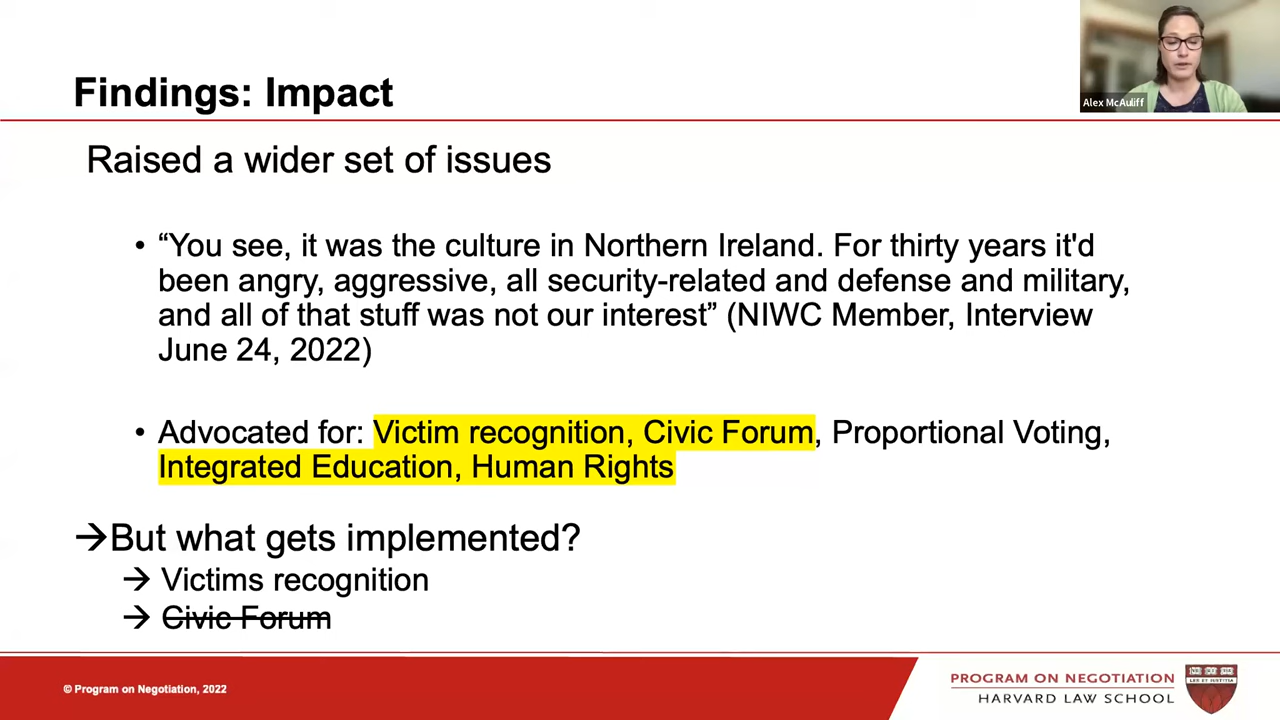 Findings: Impact
Alex McAuliff
Raised a wider set of issues
• “You see, it was the culture in Northern Ireland. For thirty years it'd
been angry, aggressive, all security-related and defense and military,
and all of that stuff was not our interest” (NIWC Member, Interview
June 24, 2022)
• Advocated for: Victim recognition, Civic Forum, Proportional Voting,
Integrated Education, Human Rights
→But what gets implemented?
→ Victims recognition
→ Civic Forum
© Program on Negotiation, 2022
PROGRAM ON NEGOTIATION
HARVARD LAW SCHOOL